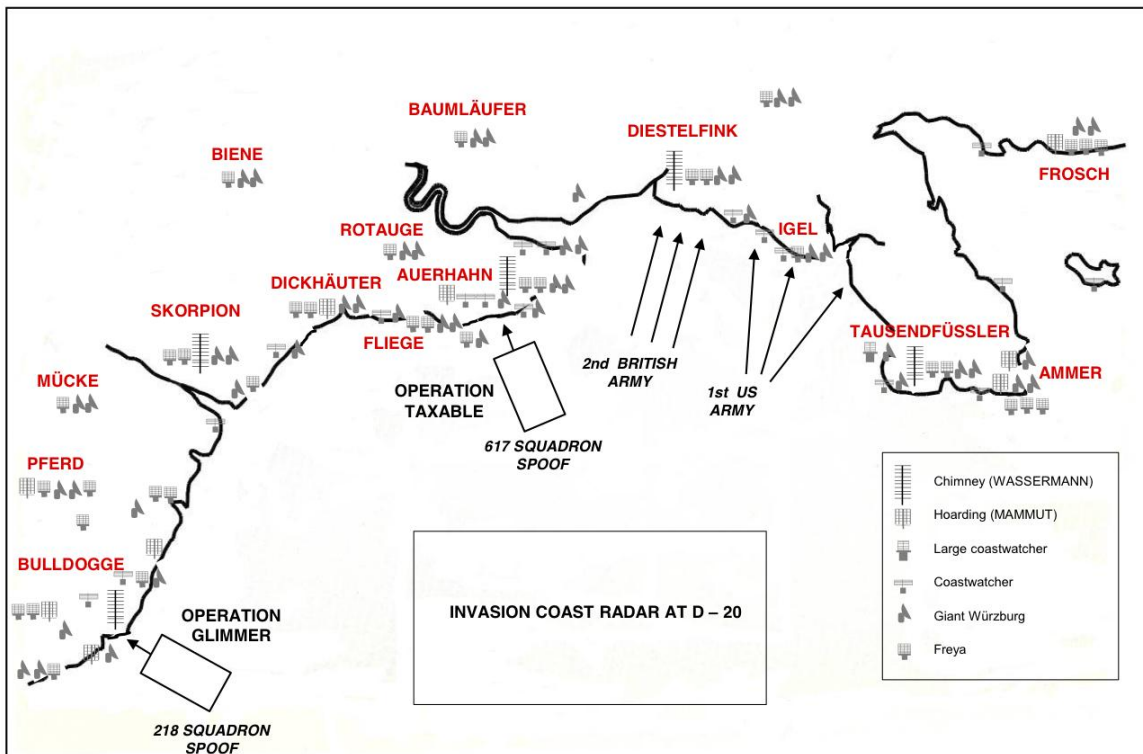 BAUMLÄUFER
DIESTELFINK
BIENE
FROSCH
ROTAUGE
IGEL
AUERHAHN
DICKHÄUTER
SKORPION
FLIEGE
TAUSENDFÜSSLER
MÜCKE
AMMER
2nd BRITISH
ARMY
1st US
ARMY
OPERATION
TAXABLE
617 SQUADRON
SPOOF
PFERD
BULLDOGGE
OPERATION
GLIMMER
218 SQUADRON
SPOOF
INVASION COAST RADAR AT D – 20
Chimney (WASSERMANN)
Hoarding (MAMMUT)
Large coastwatcher
Coastwatcher
Giant Würzburg
Freya